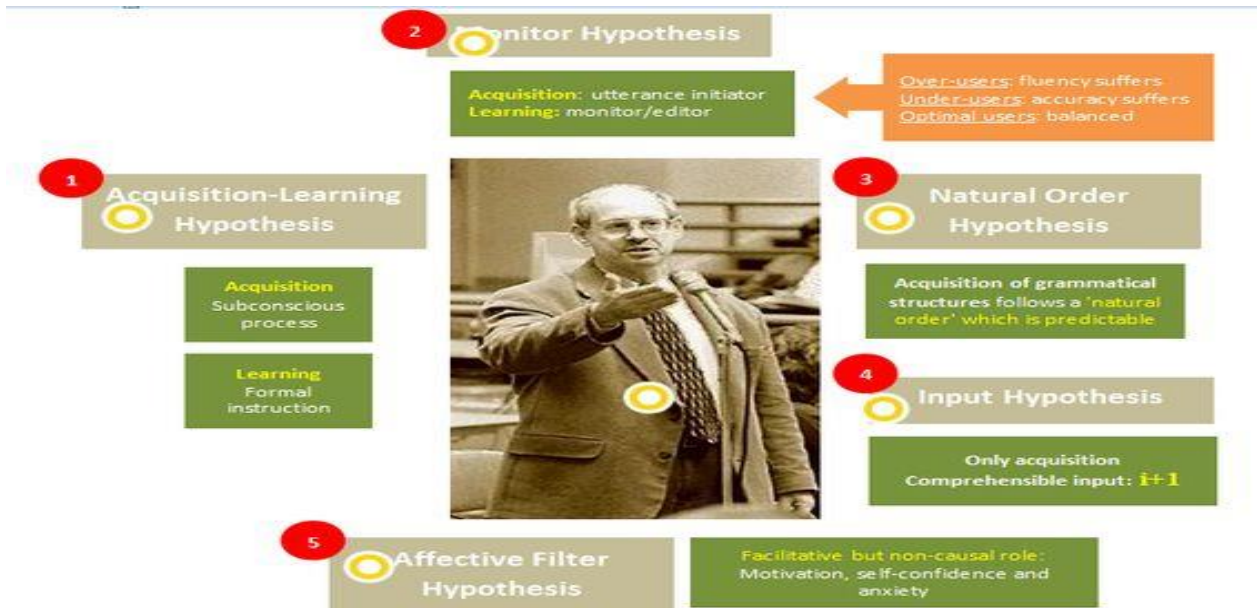 2
Monitor Hypothesis
Acquisition: utterance initiator
Learning: monitor/editor
Over-users: fluency suffers
Under-users: accuracy suffers
Optimal users: balanced
1
Acquisition-Learning
Hypothesis
Acquisition
Subconscious
process
Learning
Formal
instruction
3
Natural Order
Hypothesis
Acquisition of grammatical
structures follows a 'natural
order' which is predictable
4
Input Hypothesis
Only acquisition
Comprehensible input: i+1
5
Affective Filter
Hypothesis
Facilitative but non-causal role:
Motivation, self-confidence and
anxiety